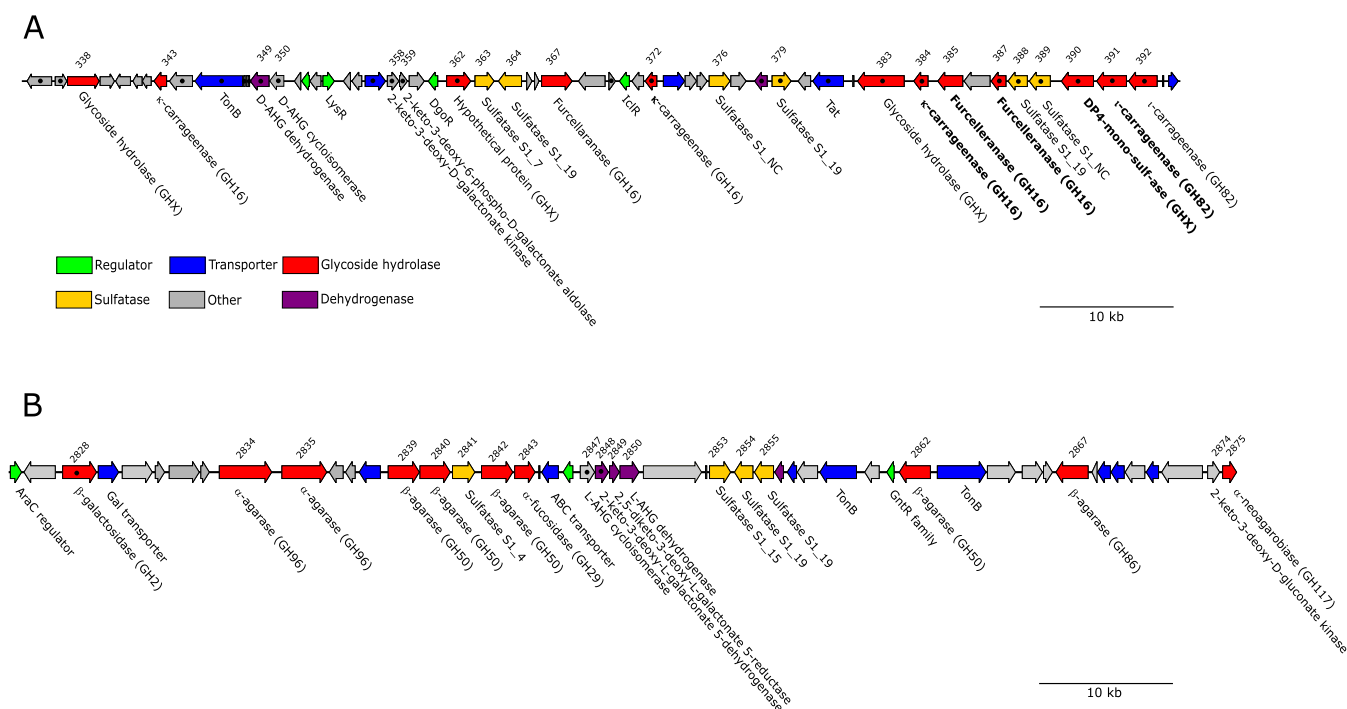 A
338
343
349
350
358
359
362
363
364
367
372
376
379
383
384
385
387
388
389
390
391
392
Glycoside hydrolase (GHX)
κ-carrageenase (GH16)
TonB
D-AHG dehydrogenase
D-AHG cycloisomerase
LysR
2-keto-3-deoxy-D-galactonate kinase
2-keto-3-deoxy-6-phospho-D-galactonate aldolase
DgoR
Hypothetical protein (GHX)
Sulfatase S1_7
Sulfatase S1_19
Furcellaranase (GH16)
IclR
κ-carrageenase (GH16)
Sulfatase S1_NC
Sulfatase S1_19
Tat
Glycoside hydrolase (GHX)
κ-carrageenase (GH16)
Furcelleranase (GH16)
Furcelleranase (GH16)
Sulfatase S1_19
Sulfatase S1_NC
DP4-mono-sulf-ase (GHX)
ι-carrageenase (GH82)
ι-carrageenase (GH82)
Regulator
Transporter
Glycoside hydrolase
Sulfatase
Other
Dehydrogenase
10 kb
B
2828
2834
2835
2839
2840
2841
2842
2843
2847
2848
2849
2850
2853
2854
2855
2862
2867
2874
2875
AraC regulator
β-galactosidase (GH2)
Gal transporter
α-agarase (GH96)
α-agarase (GH96)
β-agarase (GH50)
β-agarase (GH50)
Sulfatase S1_4
β-agarase (GH50)
α-fucosidase (GH29)
ABC transporter
L-AHG cycloisomerase
2-keto-3-deoxy-L-galactonate 5-dehydrogenase
2,5-diketo-3-deoxy-L-galactonate 5-reductase
L-AHG dehydrogenase
Sulfatase S1_15
Sulfatase S1_19
Sulfatase S1_19
TonB
GntR family
β-agarase (GH50)
TonB
β-agarase (GH86)
2-keto-3-deoxy-D-gluconate kinase
α-neoagarobiase (GH117)
10 kb